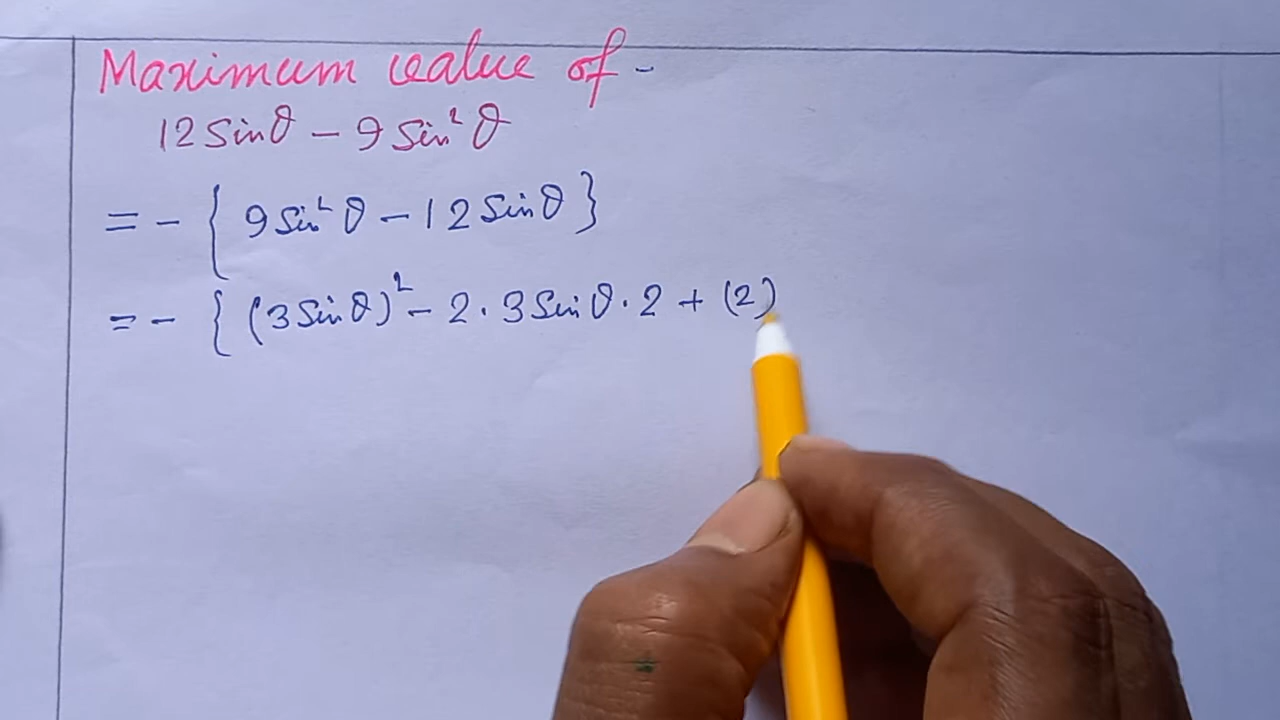 Maximum value of -
12 Sinθ - 9 Sin²θ
= - { 9 Sin²θ - 12 Sinθ }
= - { (3 Sinθ)² - 2 . 3 Sinθ . 2 + (2)